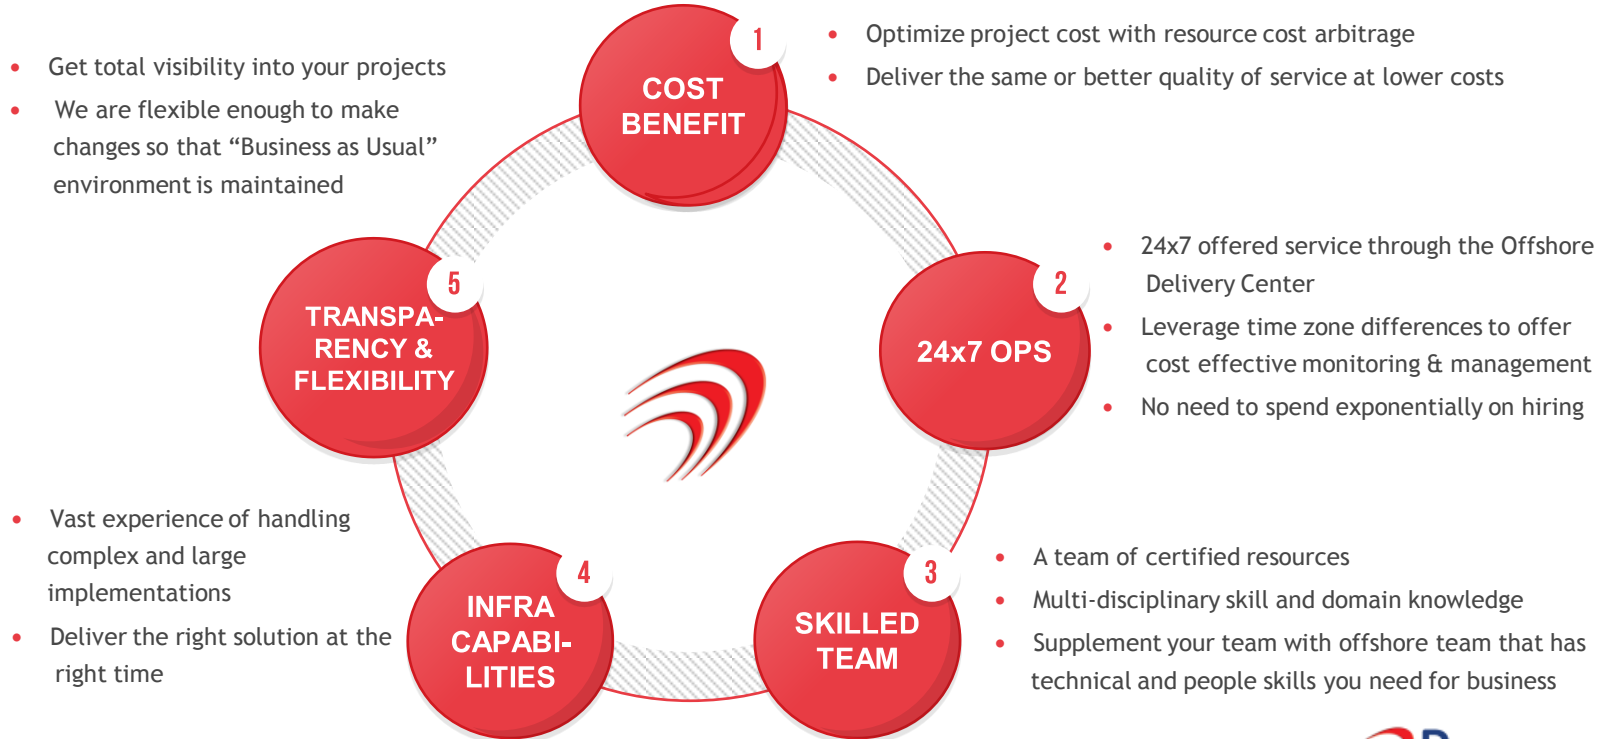 1
COST
BENEFIT
• Optimize project cost with resource cost arbitrage
• Deliver the same or better quality of service at lower costs
2
24x7 OPS
• 24x7 offered service through the Offshore
Delivery Center
• Leverage time zone differences to offer
cost effective monitoring & management
• No need to spend exponentially on hiring
3
SKILLED
TEAM
• A team of certified resources
• Multi-disciplinary skill and domain knowledge
• Supplement your team with offshore team that has
technical and people skills you need for business
4
INFRA
CAPABI-
LITIES
• Vast experience of handling
complex and large
implementations
• Deliver the right solution at the
right time
5
TRANSPA-
RENCY &
FLEXIBILITY
• Get total visibility into your projects
• We are flexible enough to make
changes so that “Business as Usual”
environment is maintained